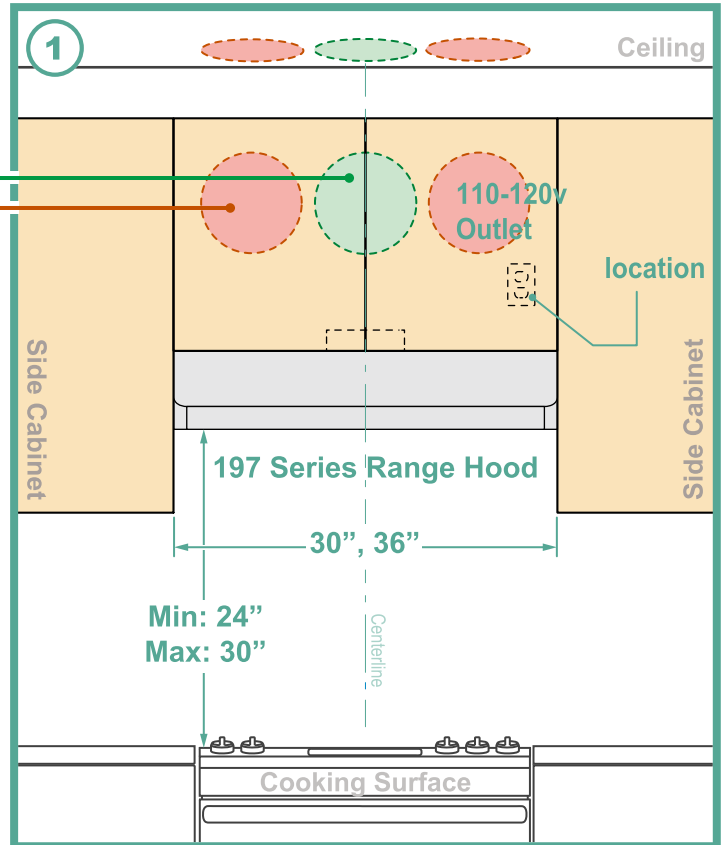 1
Ceiling
110-120v
Outlet
location
Side Cabinet
Side Cabinet
197 Series Range Hood
30”, 36”
Min: 24”
Max: 30”
Centerline
Cooking Surface